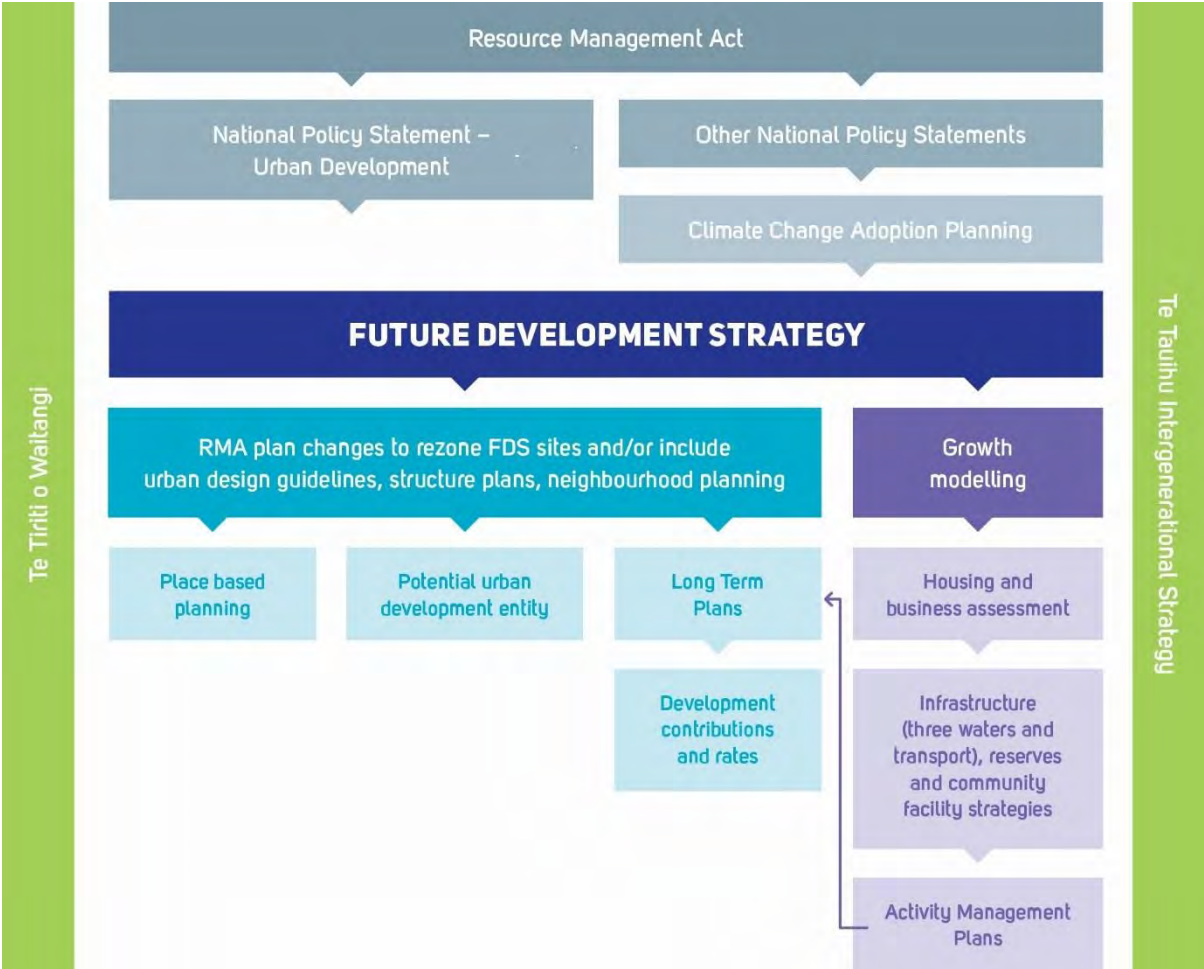 Resource Management Act
National Policy Statement –
Urban Development
Other National Policy Statements
Climate Change Adoption Planning
FUTURE DEVELOPMENT STRATEGY
RMA plan changes to rezone FDS sites and/or include
urban design guidelines, structure plans, neighbourhood planning
Growth
modelling
Place based
planning
Potential urban
development entity
Long Term
Plans
Housing and
business assessment
Development
contributions
and rates
Infrastructure
(three waters and
transport), reserves
and community
facility strategies
Activity Management
Plans
Te Tiriti o Waitangi
Te Tauihu Intergenerational Strategy